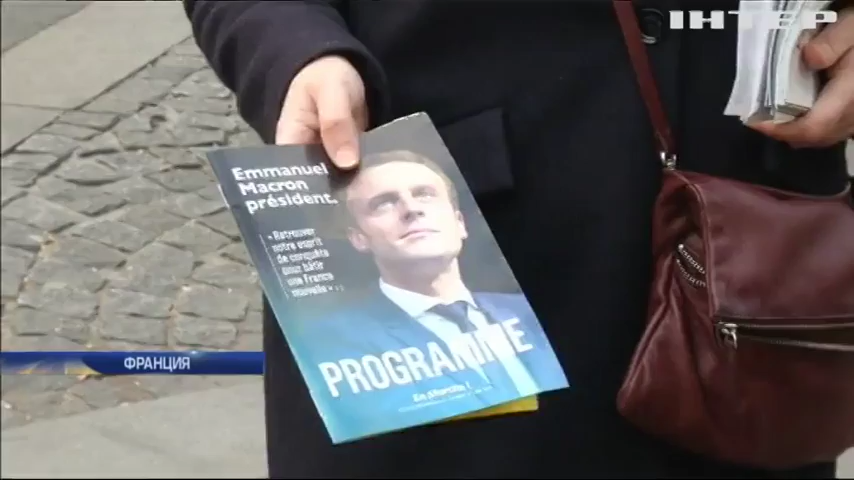 ІНТЕР
Emmanuel
Macron
président.
« Retrouver
notre esprit
de conquête
pour bâtir
une France
nouvelle »
PROGRAMME
En Marche !
ФРАНЦИЯ